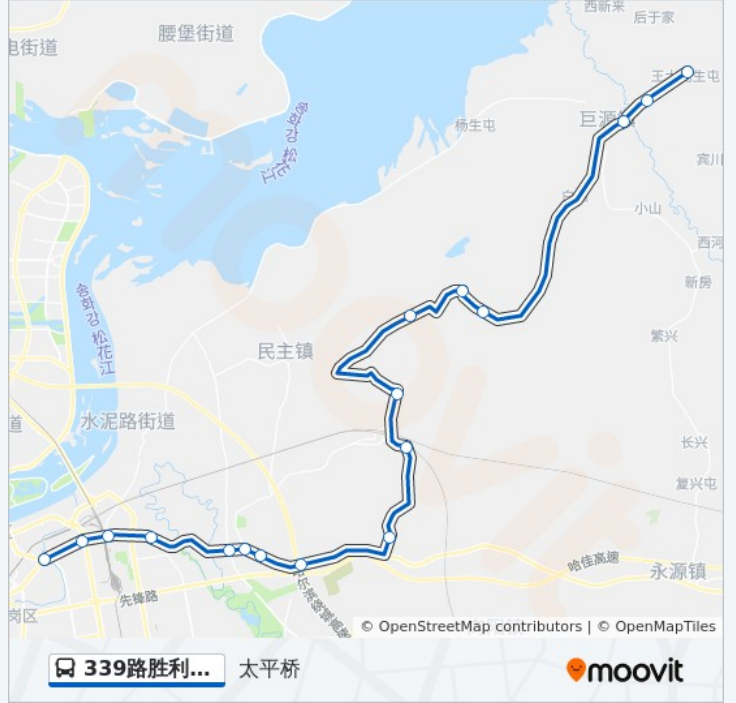 西新来
后于家
腰堡街道
电街道
杨生屯
巨源
宾川
송화강 松花江
小山
西河
新房
송화강 松花江
繁兴
民主镇
道
水泥路街道
长兴
复兴屯
哈佳高速
永源镇
先锋路
岗区
© OpenStreetMap contributors | © OpenMapTiles
339路胜利...
太平桥
moovit